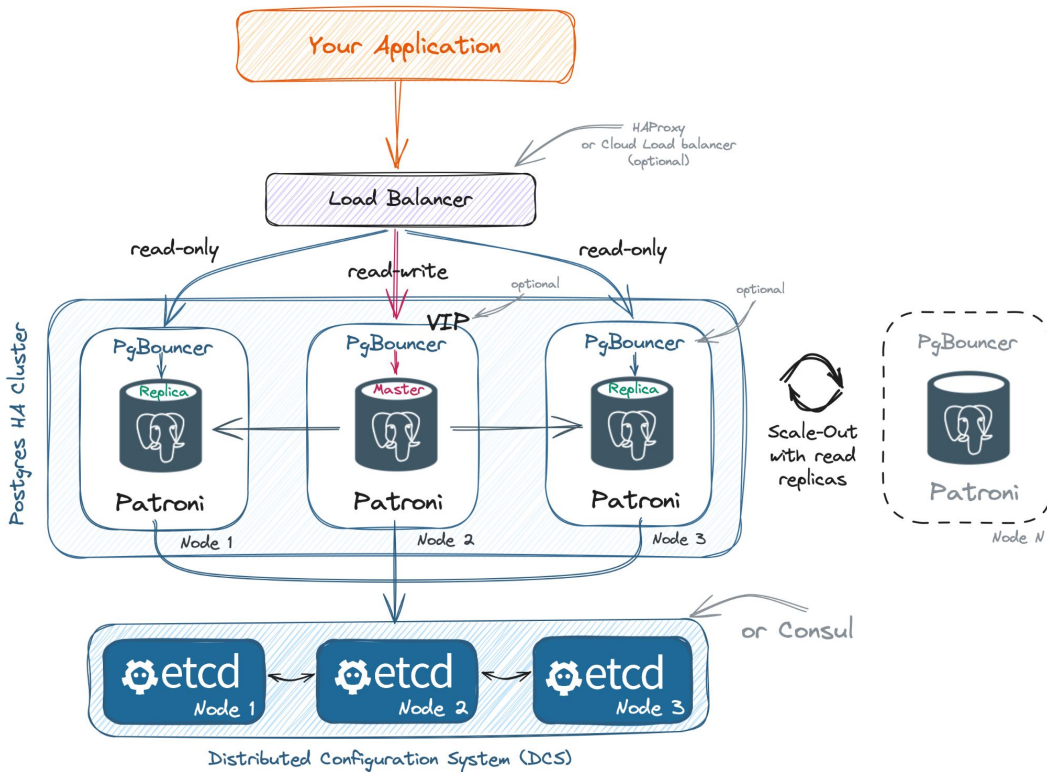 Your Application
HAProxy
or Cloud Load balancer
(optional)
Load Balancer
read-only
read-write
read-only
optional
optional
VIP
PgBouncer
PgBouncer
PgBouncer
PgBouncer
Replica
Master
Replica
Postgres HA Cluster
Scale-Out
with read
replicas
Patroni
Patroni
Patroni
Patroni
Node 1
Node 2
Node 3
Node N
or Consul
etcd
Node 1
etcd
Node 2
etcd
Node 3
Distributed Configuration System (DCS)